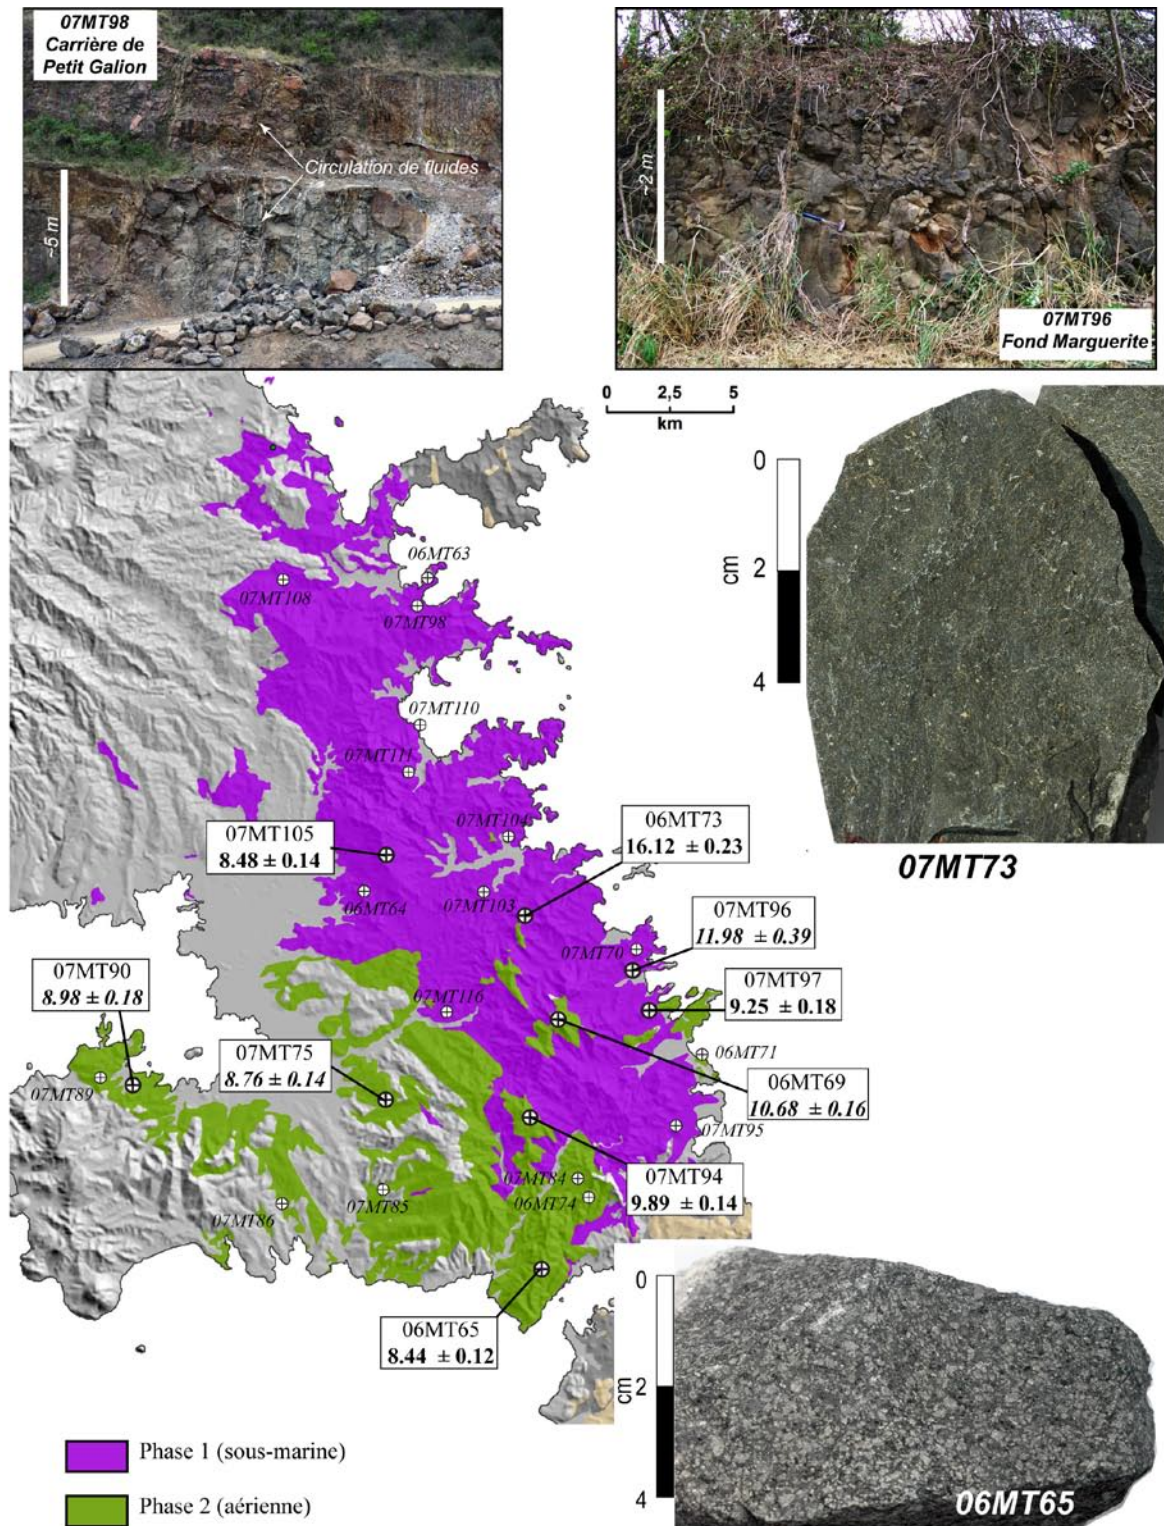 07MT98
Carrière de
Petit Galion
Circulation de fluides
~5 m
~2 m
07MT96
Fond Marguerite
0 2,5 5
km
0
2
4
cm
07MT73
06MT63
07MT108
07MT98
07MT110
07MT111
07MT104
07MT105
8.48 ± 0.14
06MT73
16.12 ± 0.23
06MT64
07MT103
07MT96
11.98 ± 0.39
07MT70
07MT90
8.98 ± 0.18
07MT97
9.25 ± 0.18
07MT116
07MT75
8.76 ± 0.14
06MT71
06MT69
10.68 ± 0.16
07MT89
07MT95
07MT94
9.89 ± 0.14
07MT84
06MT74
07MT85
07MT86
06MT65
8.44 ± 0.12
0
2
4
cm
06MT65
Phase 1 (sous-marine)
Phase 2 (aérienne)